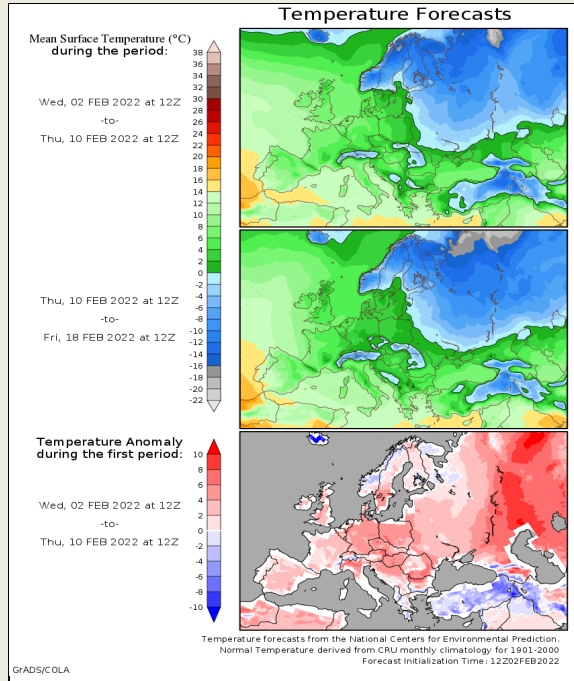 Temperature Forecasts
Mean Surface Temperature (°C)
during the period:
Wed, 02 FEB 2022 at 12Z
-to-
Thu, 10 FEB 2022 at 12Z
38
36
34
32
30
28
26
24
22
20
18
16
14
12
10
8
6
4
2
0
-2
-4
-6
-8
-10
-12
-14
-16
-18
-20
-22
Thu, 10 FEB 2022 at 12Z
-to-
Fri, 18 FEB 2022 at 12Z
Temperature Anomaly
during the first period:
Wed, 02 FEB 2022 at 12Z
-to-
Thu, 10 FEB 2022 at 12Z
10
8
6
4
2
0
-2
-4
-6
-8
-10
Temperature forecasts from the National Centers for Environmental Prediction.
Normal Temperature derived from CRU monthly climatology for 1901-2000
Forecast Initialization Time: 12Z02FEB2022
GrADS/COLA